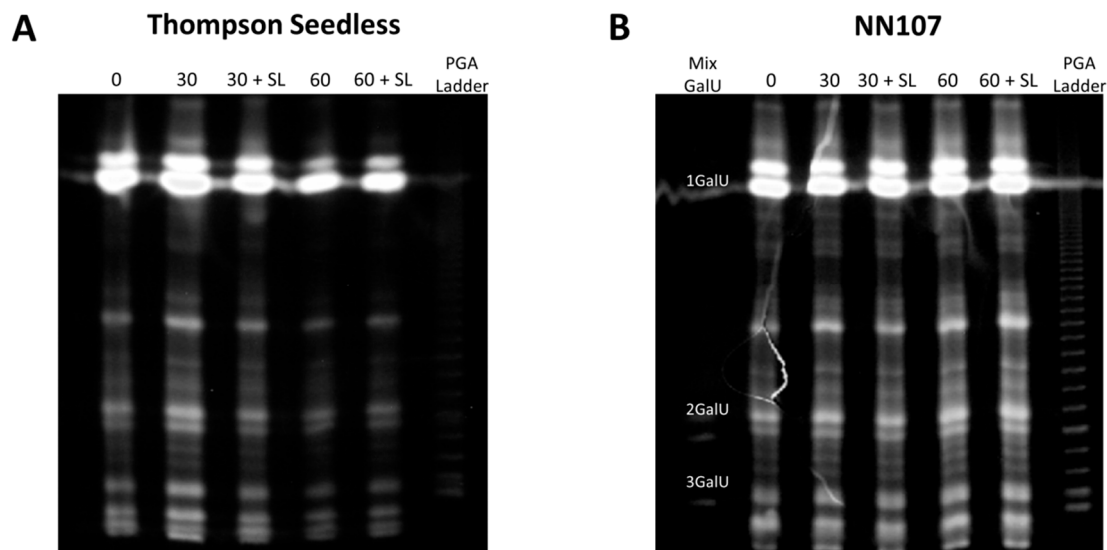 A
Thompson Seedless
0 30 30 + SL 60 60 + SL PGA
Ladder
B
NN107
Mix
GalU
0 30 30 + SL 60 60 + SL PGA
Ladder
1GalU
2GalU
3GalU